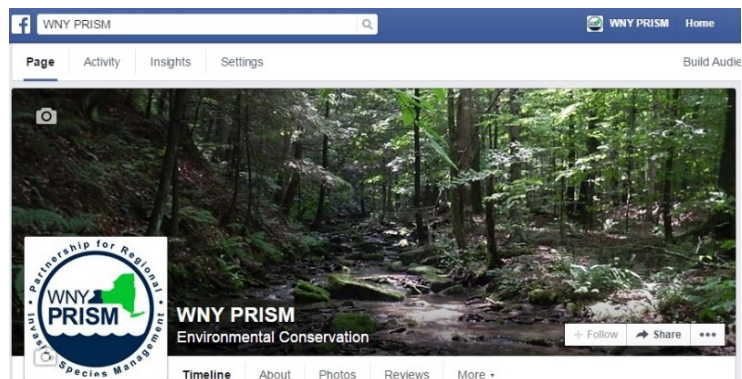 f WNY PRISM WNY PRISM Home
Page Activity Insights Settings Build Audie
Partnership for Regional
Invasive Species Management
WNY
PRISM
WNY PRISM
Environmental Conservation
+ Follow Share •••
Timeline About Photos Reviews More